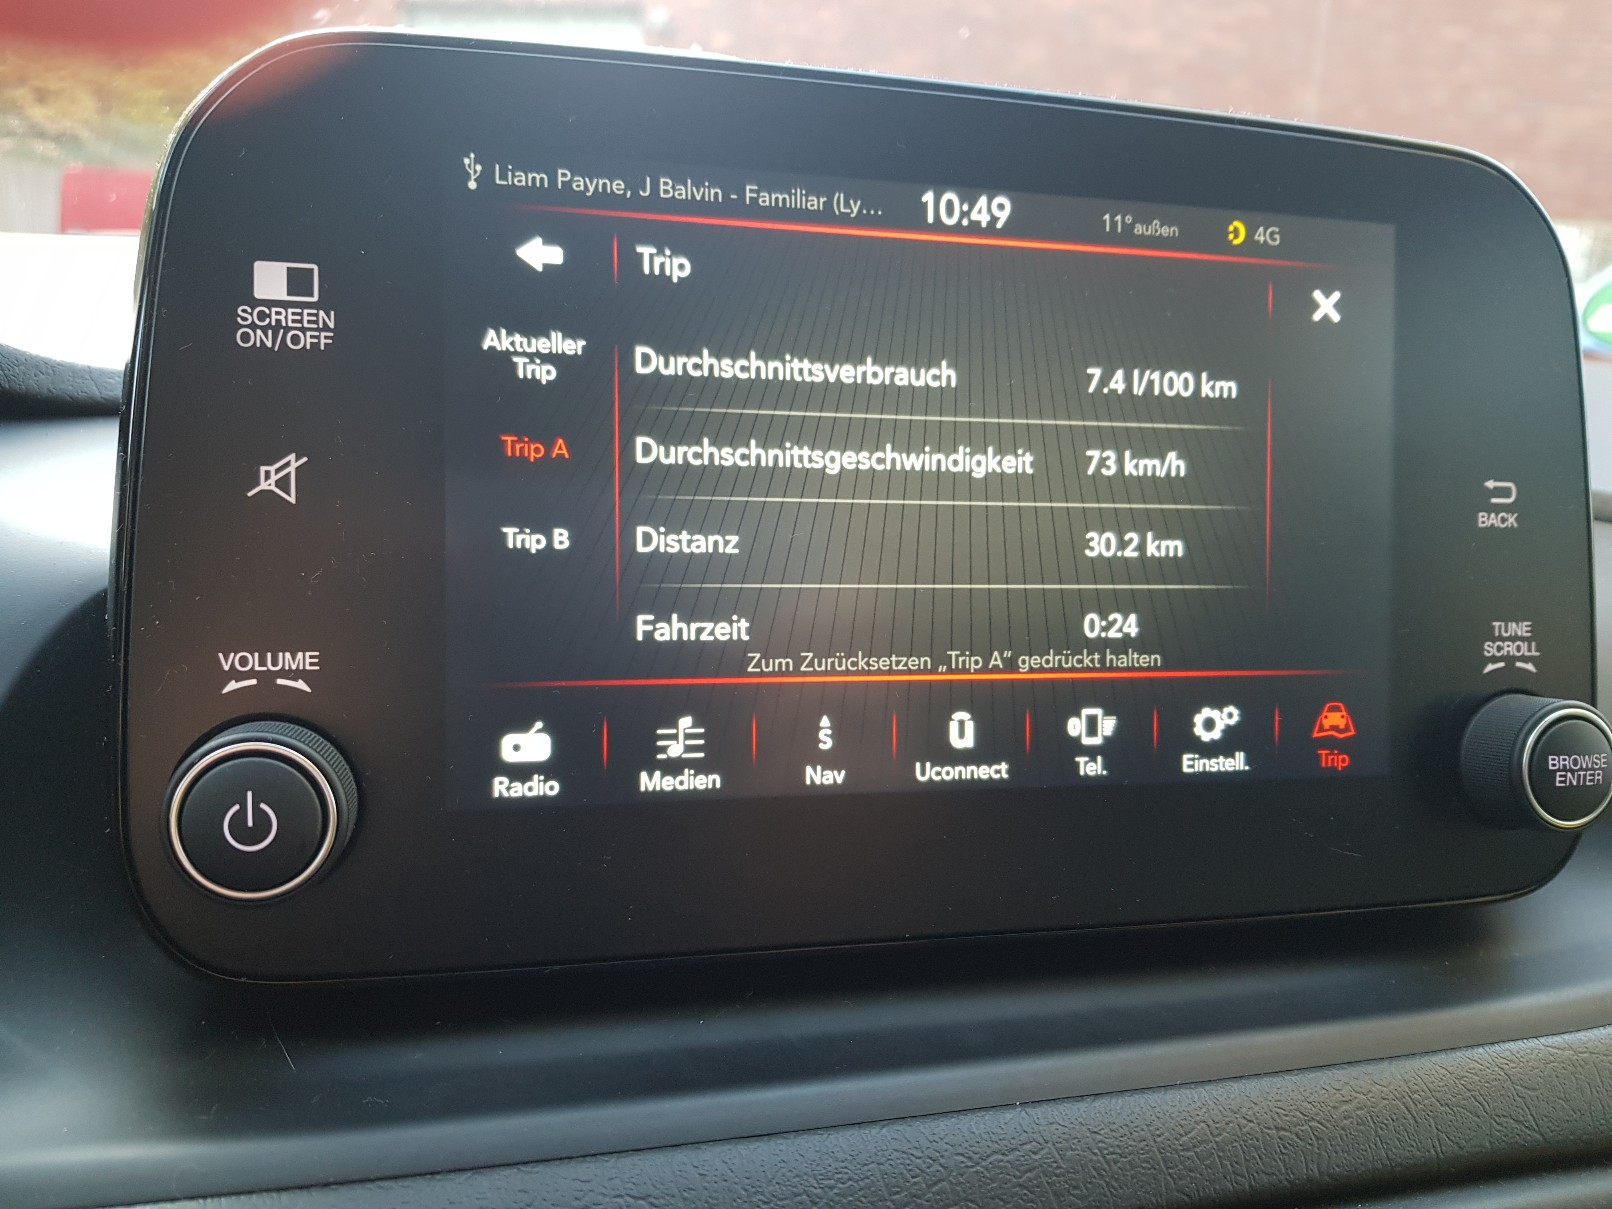 Liam Payne, J Balvin - Familiar (Ly...
10:49
11° außen
4G
Trip
SCREEN
ON/OFF
Aktueller
Trip
Trip A
Trip B
Durchschnittsverbrauch 7.4 l/100 km
Durchschnittsgeschwindigkeit 73 km/h
Distanz 30.2 km
Fahrzeit 0:24
Zum Zurücksetzen „Trip A" gedrückt halten
BACK
VOLUME
TUNE
SCROLL
Radio
Medien
S
Nav
Uconnect
Tel.
Einstell.
Trip
BROWSE
ENTER